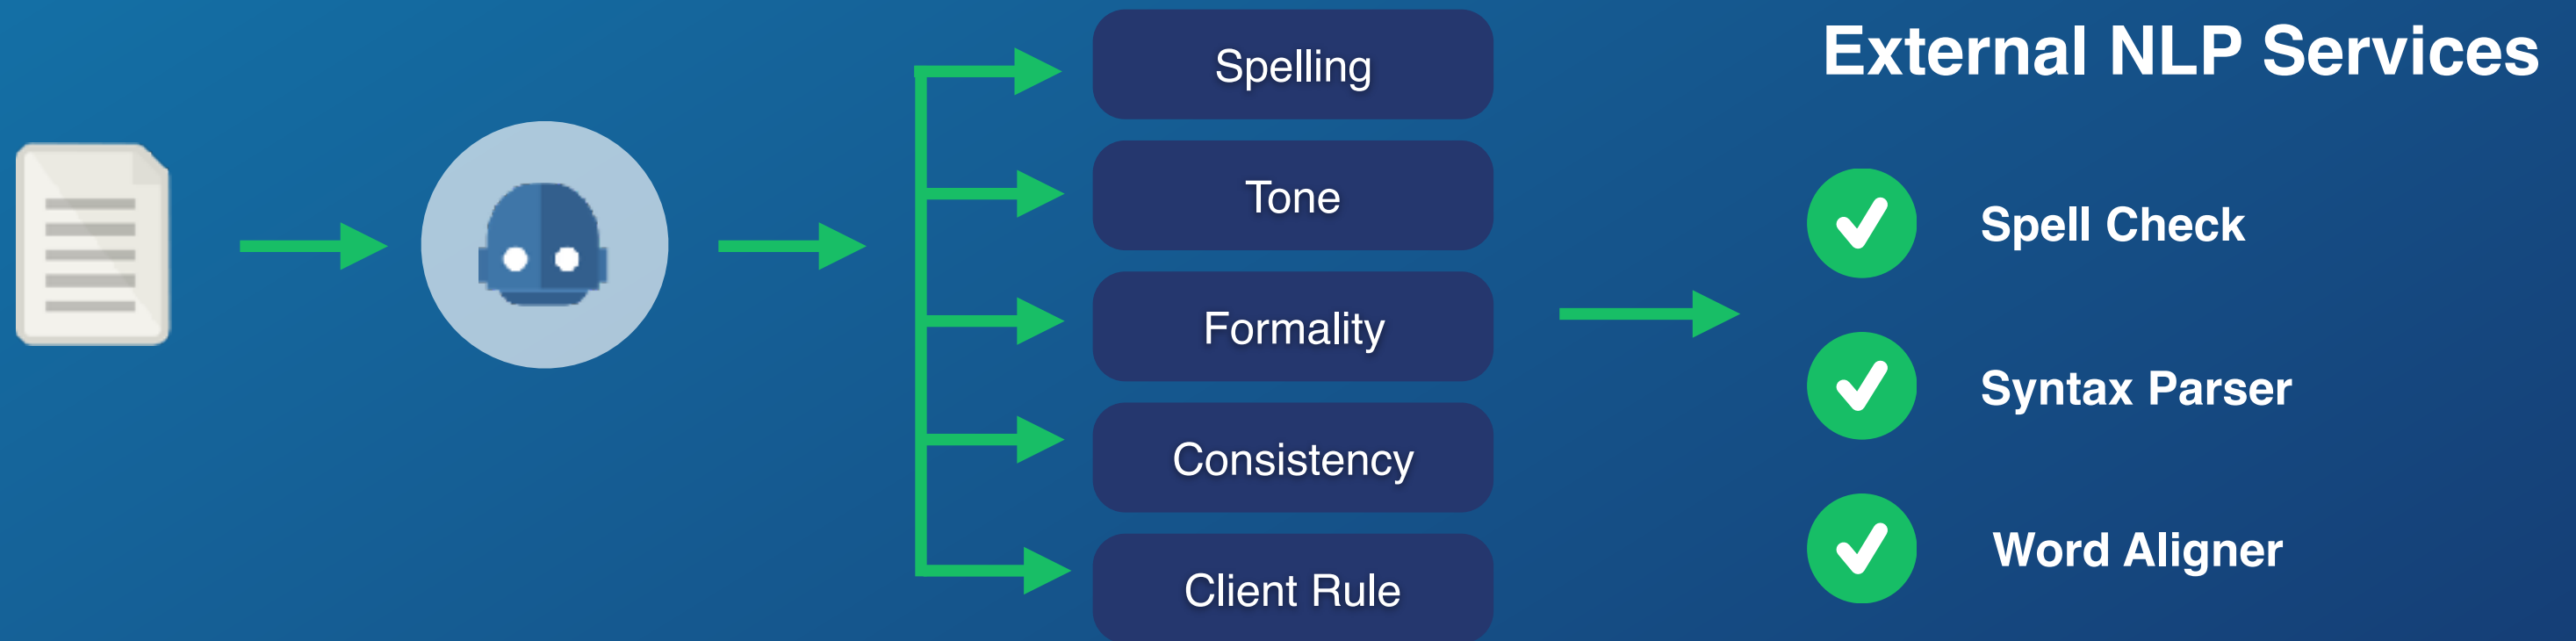 Spelling
Tone
Formality
Consistency
Client Rule
External NLP Services
Spell Check
Syntax Parser
Word Aligner